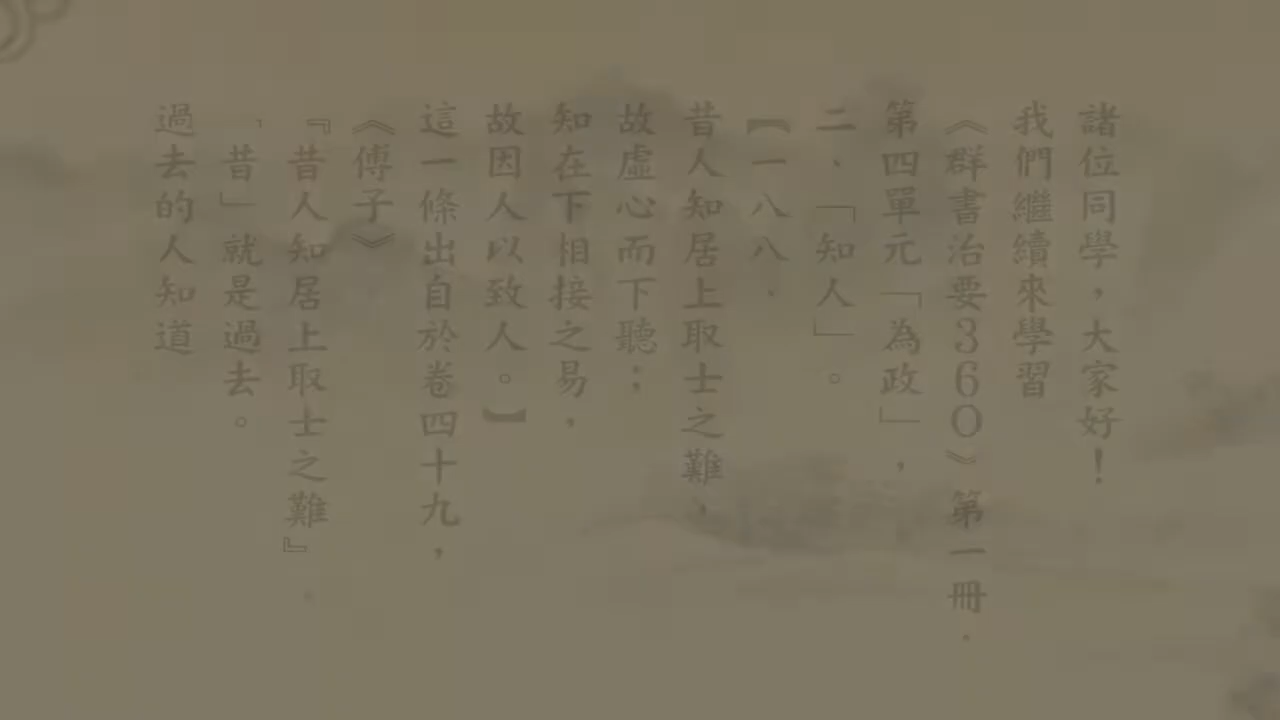 諸位同學，大家好！
我們繼續來學習
《群書治要３６０》第一冊．
第四單元「為政」，
二．「知人」。
【一八八．
昔人知居上取士之難，
故虛心而下聽；
知在下相接之易，
故因人以致人。】
這一條出自於卷四十九，
《傅子》
『昔人知居上取士之難』．
「昔」就是過去。
過去的人知道